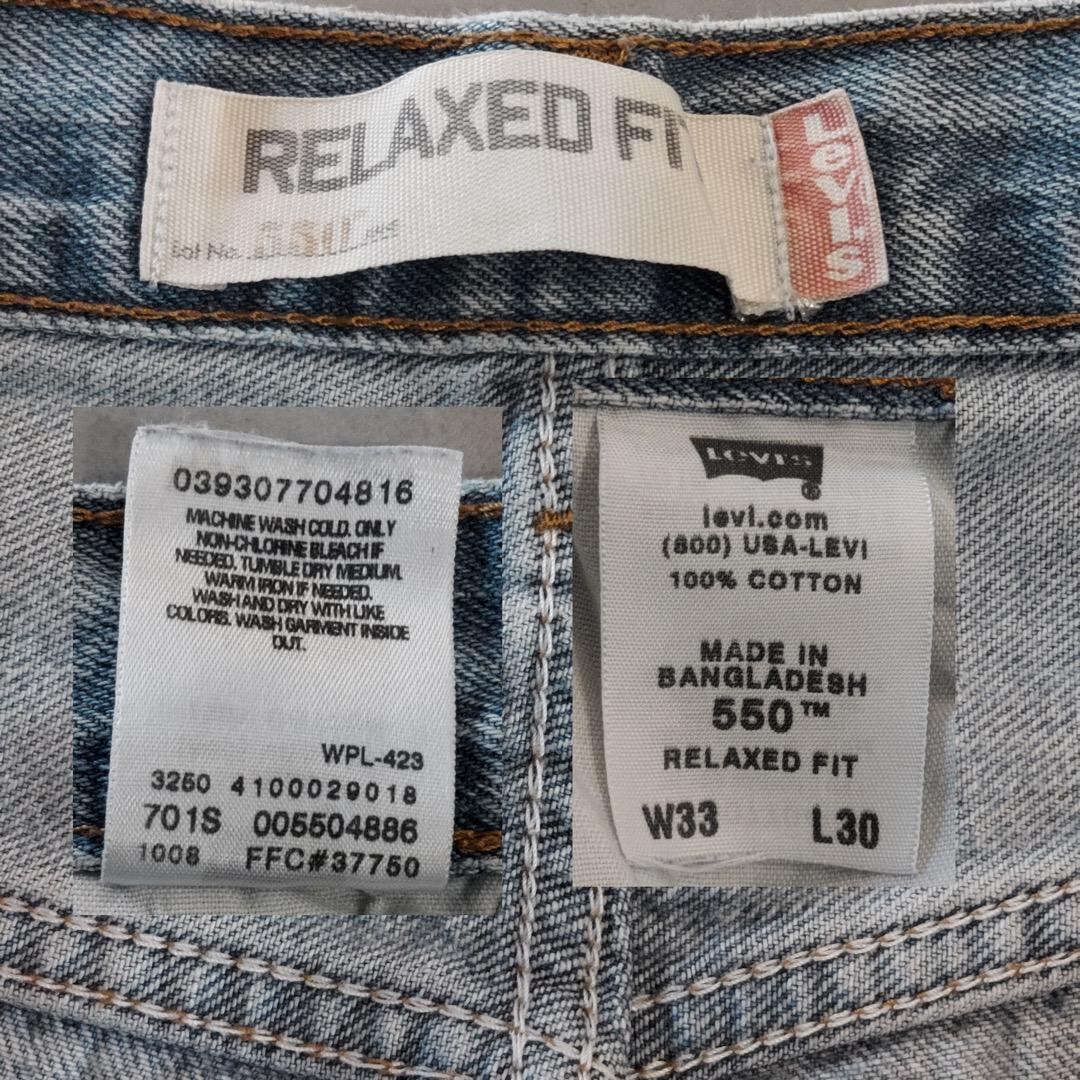 RELAXED FIT
Lot No. 550
LEVI'S
039307704816
MACHINE WASH COLD. ONLY
NON-CHLORINE BLEACH IF
NEEDED. TUMBLE DRY MEDIUM.
WARM IRON IF NEEDED.
WASH AND DRY WITH LIKE
COLORS. WASH GARMENT INSIDE
OUT.
WPL-423
3250 4100029018
701S 005504886
1008 FFC#37750
LEVI'S
®
levi.com
(800) USA-LEVI
100% COTTON
MADE IN
BANGLADESH
550™
RELAXED FIT
W33 L30